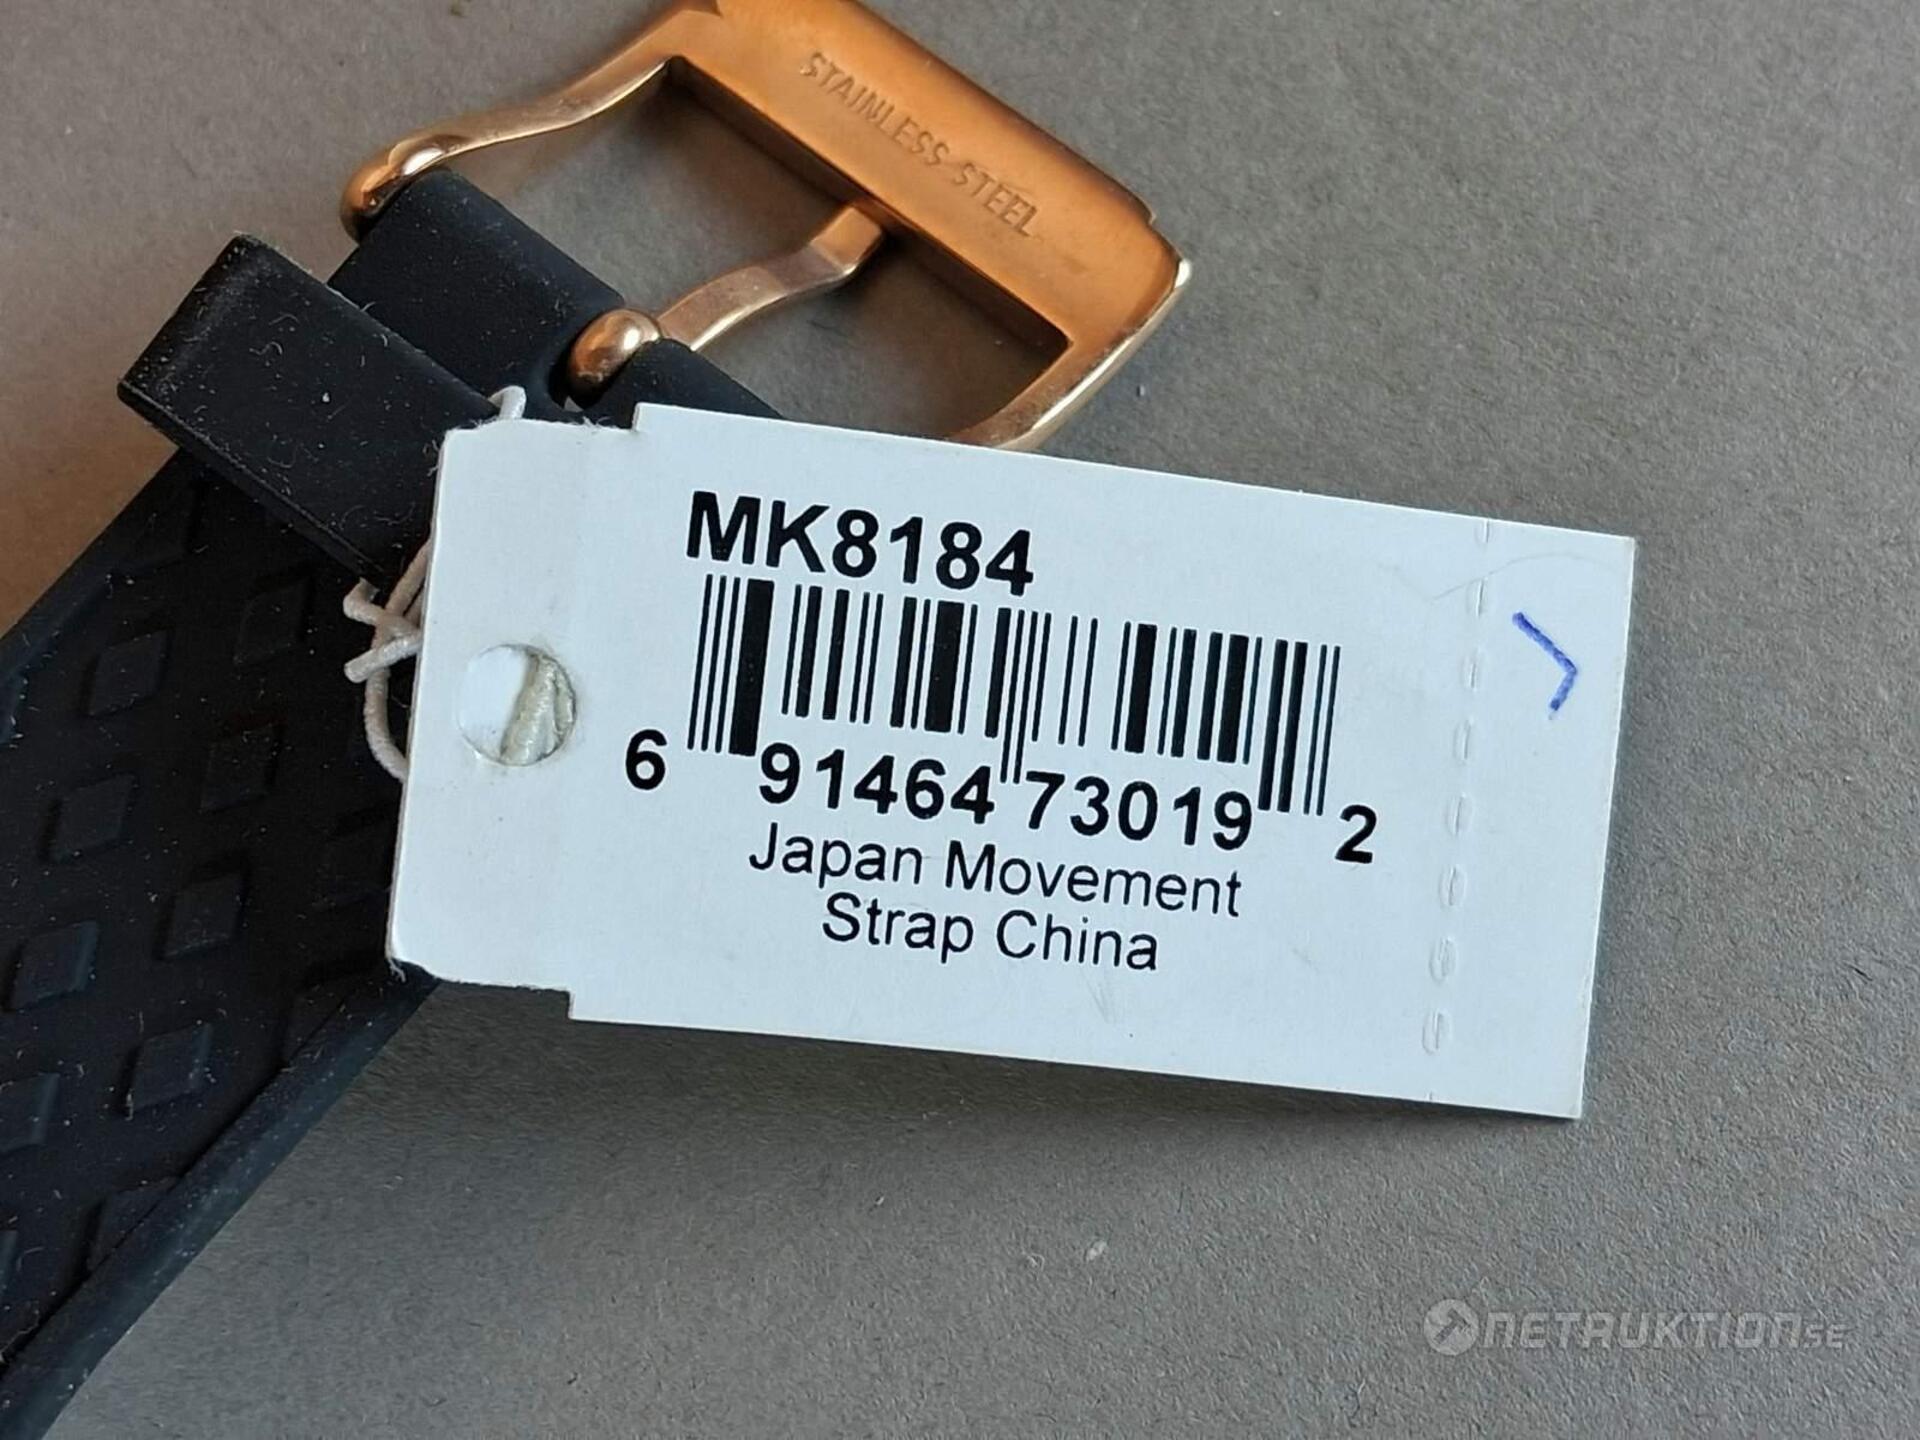 STAINLESS STEEL
MK8184
6 91464 73019 2
Japan Movement
Strap China
NETRUKTION.SE